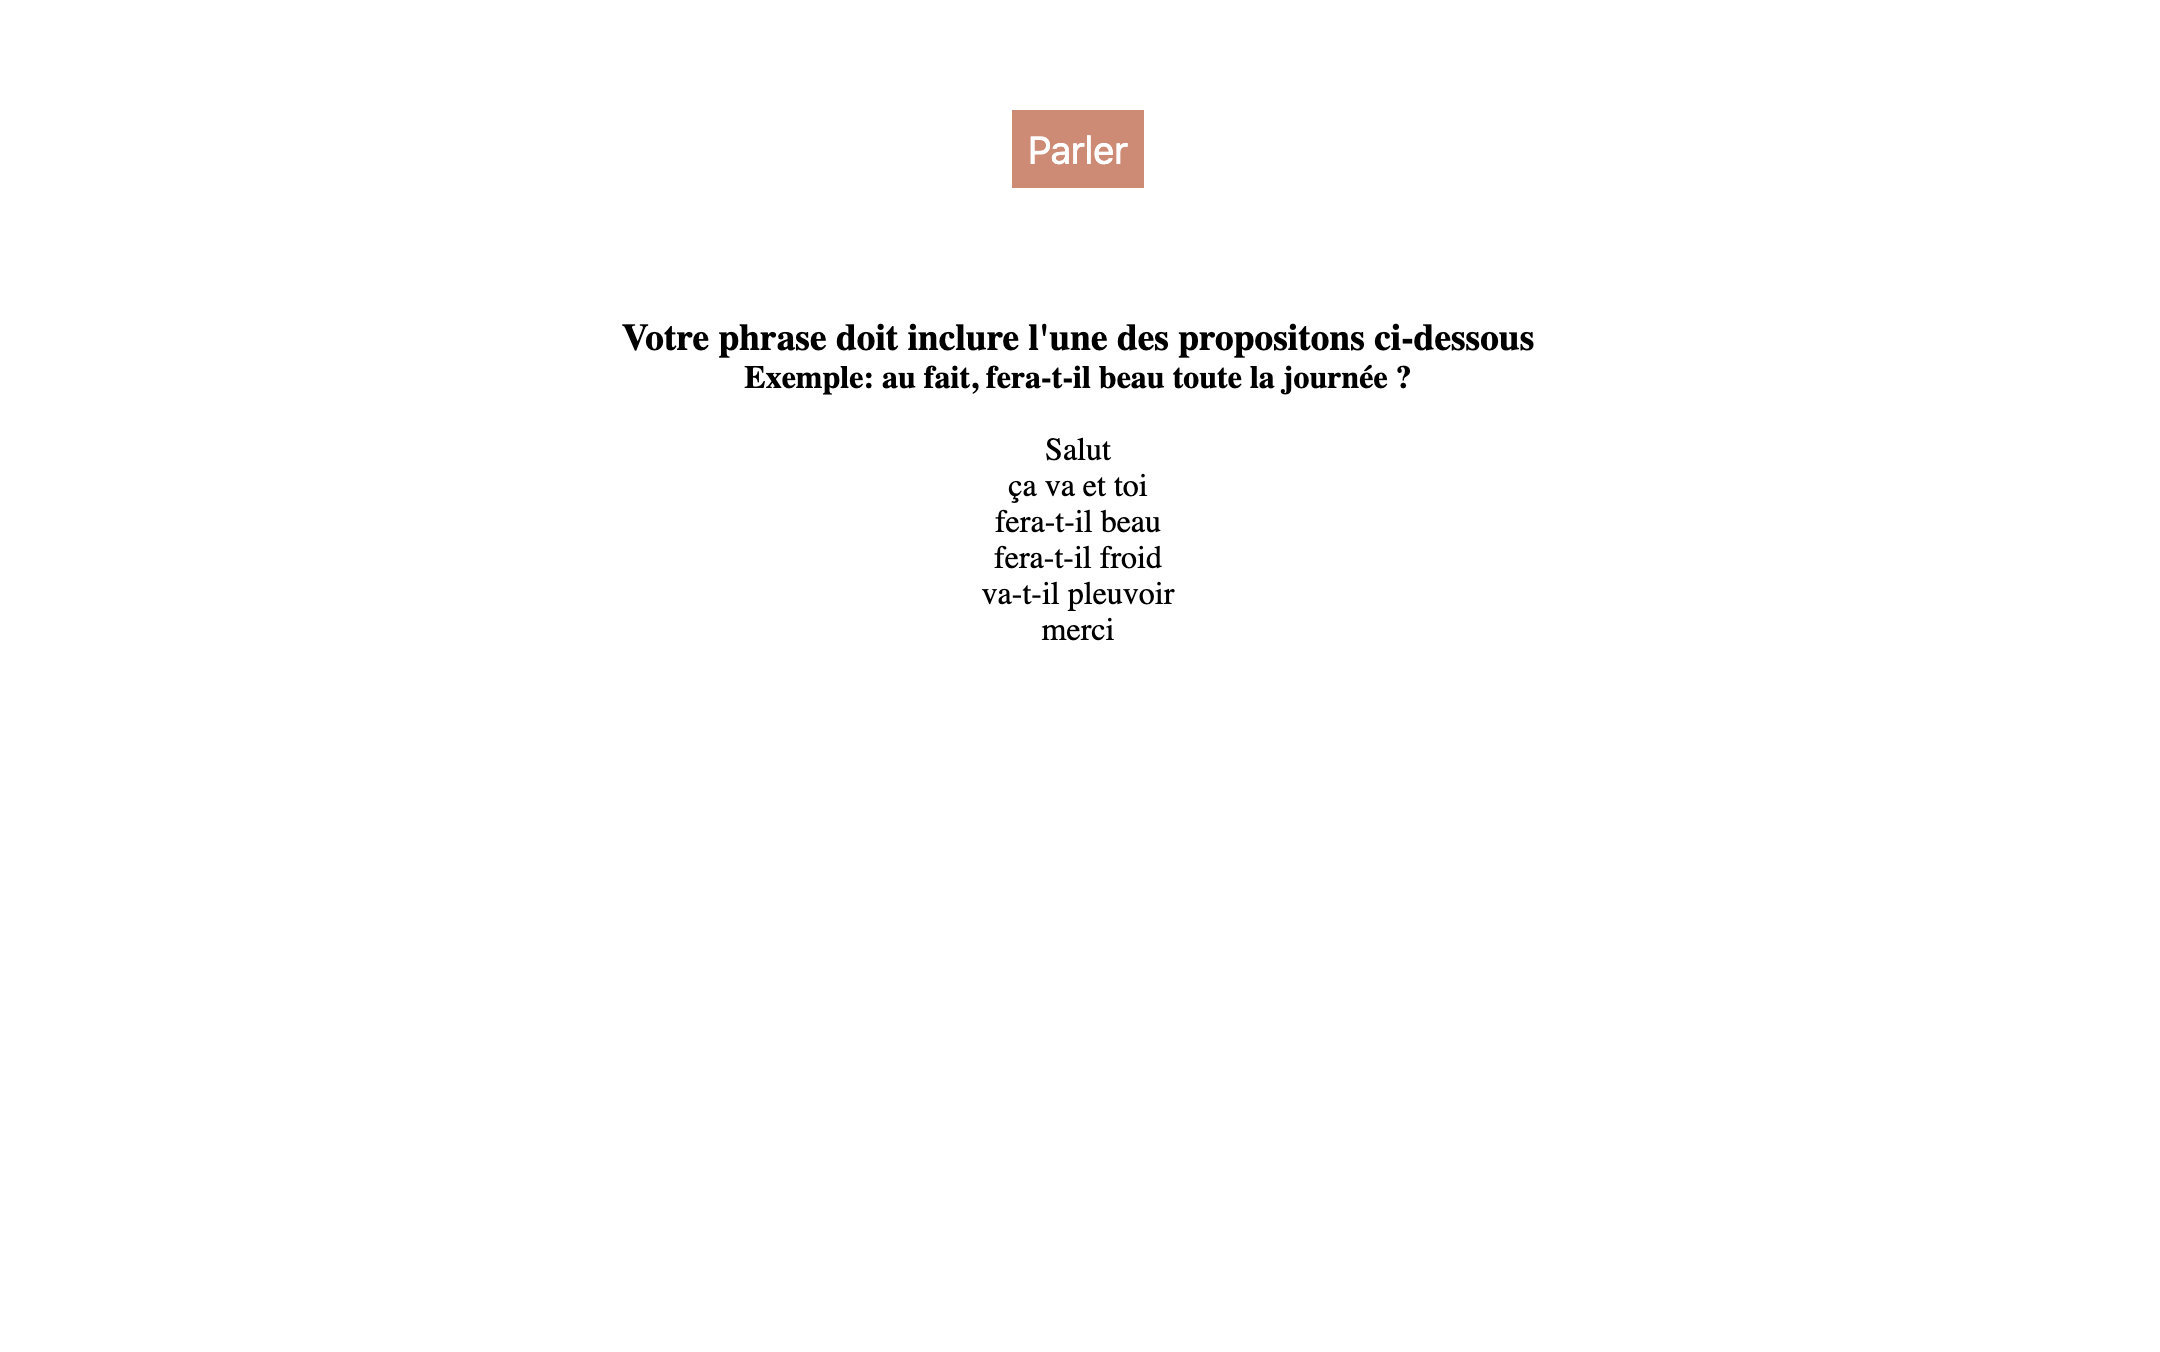 Parler
Votre phrase doit inclure l'une des propositons ci-dessous
Exemple: au fait, fera-t-il beau toute la journée ?
Salut
ça va et toi
fera-t-il beau
fera-t-il froid
va-t-il pleuvoir
merci